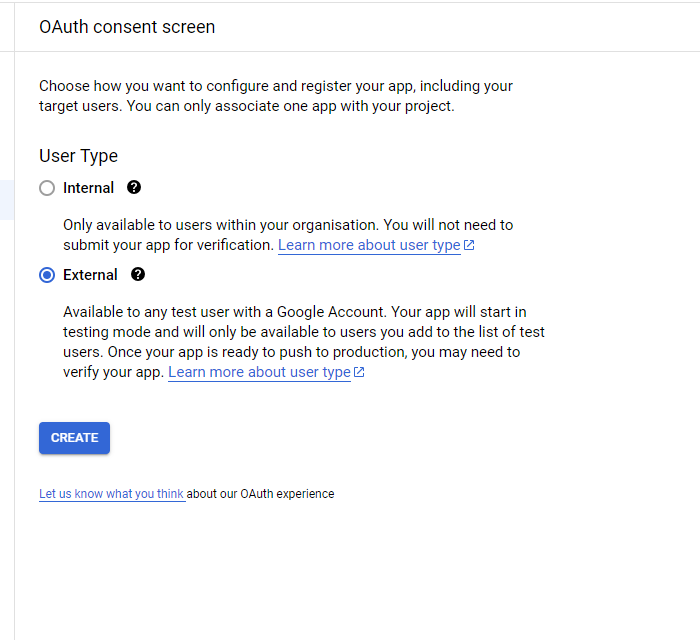 OAuth consent screen
Choose how you want to configure and register your app, including your
target users. You can only associate one app with your project.
User Type
Internal ?
Only available to users within your organisation. You will not need to
submit your app for verification. Learn more about user type
External ?
Available to any test user with a Google Account. Your app will start in
testing mode and will only be available to users you add to the list of test
users. Once your app is ready to push to production, you may need to
verify your app. Learn more about user type
CREATE
Let us know what you think about our OAuth experience